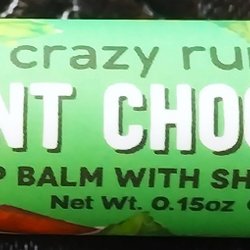 crazy ru
NT CHOC
P BALM WITH SH
Net Wt. 0.15oz